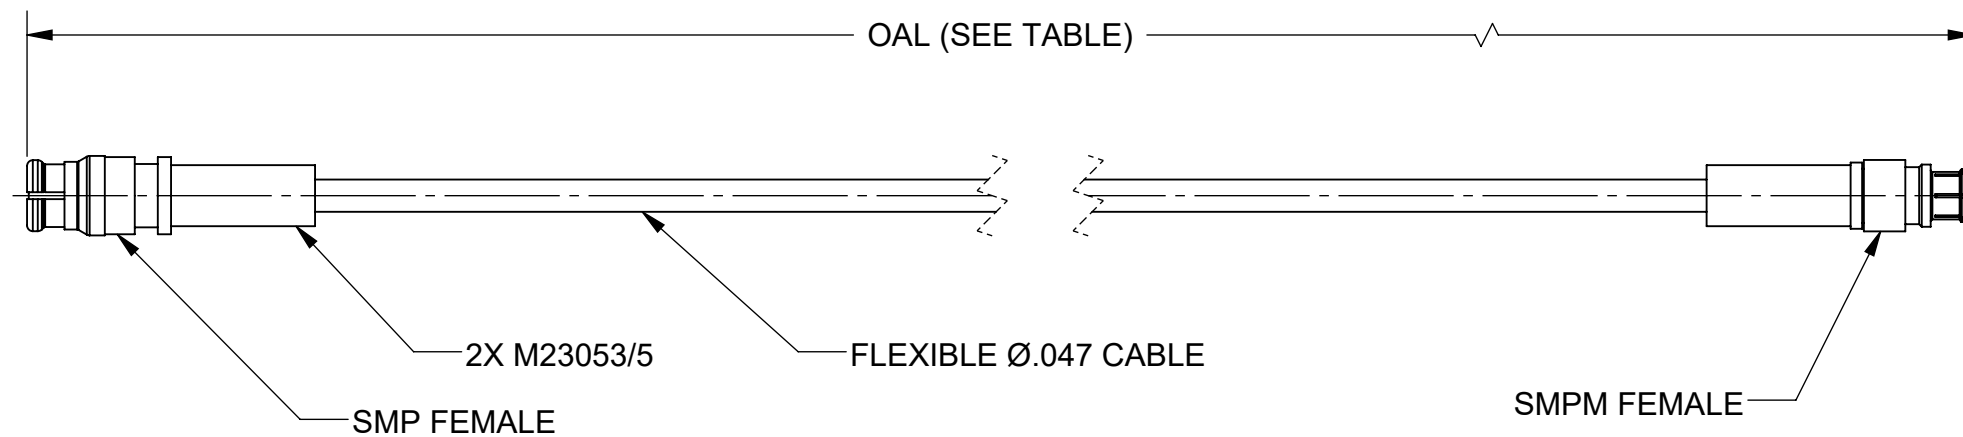 OAL (SEE TABLE)
2X M23053/5
FLEXIBLE Ø.047 CABLE
SMP FEMALE
SMPM FEMALE